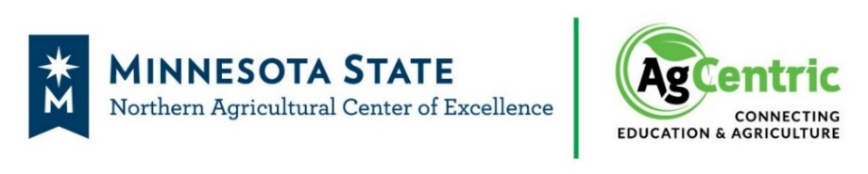 M
MINNESOTA STATE
Northern Agricultural Center of Excellence
AgCentric
CONNECTING
EDUCATION & AGRICULTURE